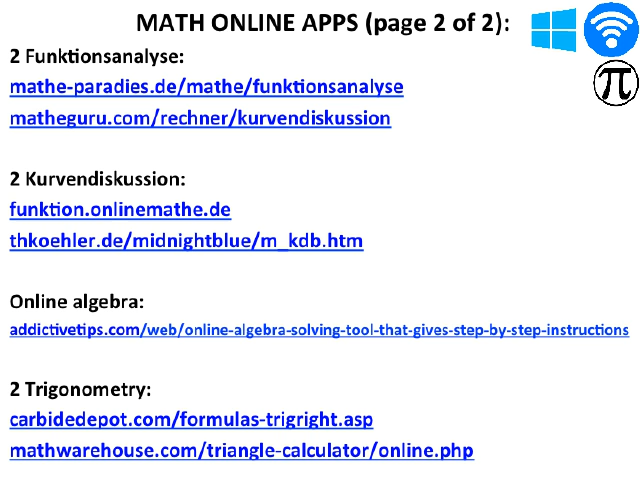 MATH ONLINE APPS (page 2 of 2):
2 Funktionsanalyse:
mathe-paradies.de/mathe/funktionsanalyse
matheguru.com/rechner/kurvendiskussion
2 Kurvendiskussion:
funktion.onlinemathe.de
thkoehler.de/midnightblue/m_kdb.htm
Online algebra:
addictivetips.com/web/online-algebra-solving-tool-that-gives-step-by-step-instructions
2 Trigonometry:
carbidedepot.com/formulas-trigright.asp
mathwarehouse.com/triangle-calculator/online.php